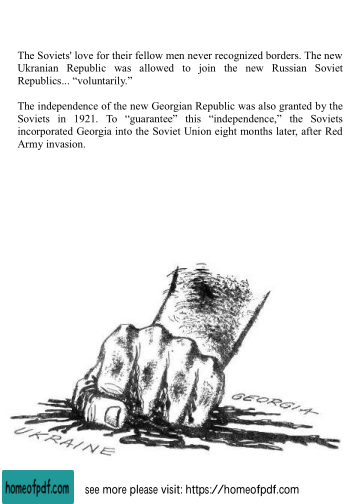 The Soviets' love for their fellow men never recognized borders. The new
Ukranian Republic was allowed to join the new Russian Soviet
Republics... “voluntarily.”
The independence of the new Georgian Republic was also granted by the
Soviets in 1921. To “guarantee” this “independence,” the Soviets
incorporated Georgia into the Soviet Union eight months later, after Red
Army invasion.
GEORGIA
UKRAINE
homeofpdf.com
see more please visit: https://homeofpdf.com